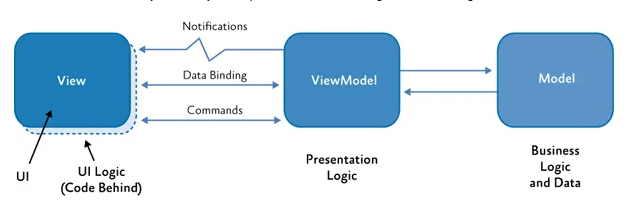 Notifications
View
Data Binding
ViewModel
Model
Commands
UI
UI Logic
(Code Behind)
Presentation
Logic
Business
Logic
and Data